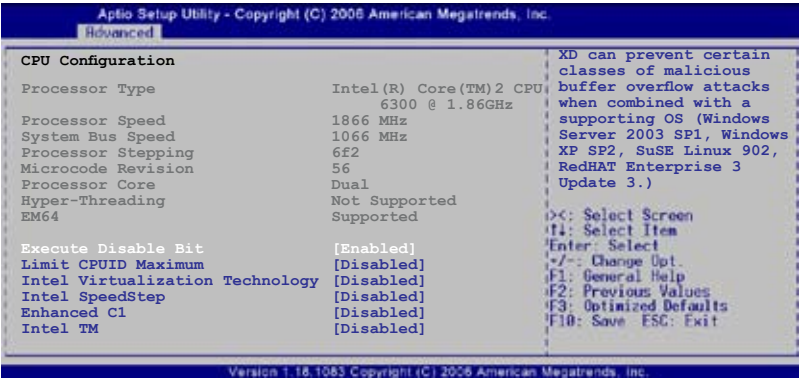 Aptio Setup Utility - Copyright (C) 2006 American Megatrends, Inc.
Advanced
CPU Configuration
Processor Type Intel(R) Core(TM)2 CPU
6300 @ 1.86GHz
Processor Speed 1866 MHz
System Bus Speed 1066 MHz
Processor Stepping 6f2
Microcode Revision 56
Processor Core Dual
Hyper-Threading Not Supported
EM64 Supported
Execute Disable Bit [Enabled]
Limit CPUID Maximum [Disabled]
Intel Virtualization Technology [Disabled]
Intel SpeedStep [Disabled]
Enhanced C1 [Disabled]
Intel TM [Disabled]
XD can prevent certain
classes of malicious
buffer overflow attacks
when combined with a
supporting OS (Windows
Server 2003 SP1, Windows
XP SP2, SuSE Linux 902,
RedHAT Enterprise 3
Update 3.)
><: Select Screen
↑↓: Select Item
Enter: Select
+/-: Change Opt.
F1: General Help
F2: Previous Values
F3: Optimized Defaults
F10: Save ESC: Exit
Version 1.18.1083 Copyright (C) 2006 American Megatrends, Inc.